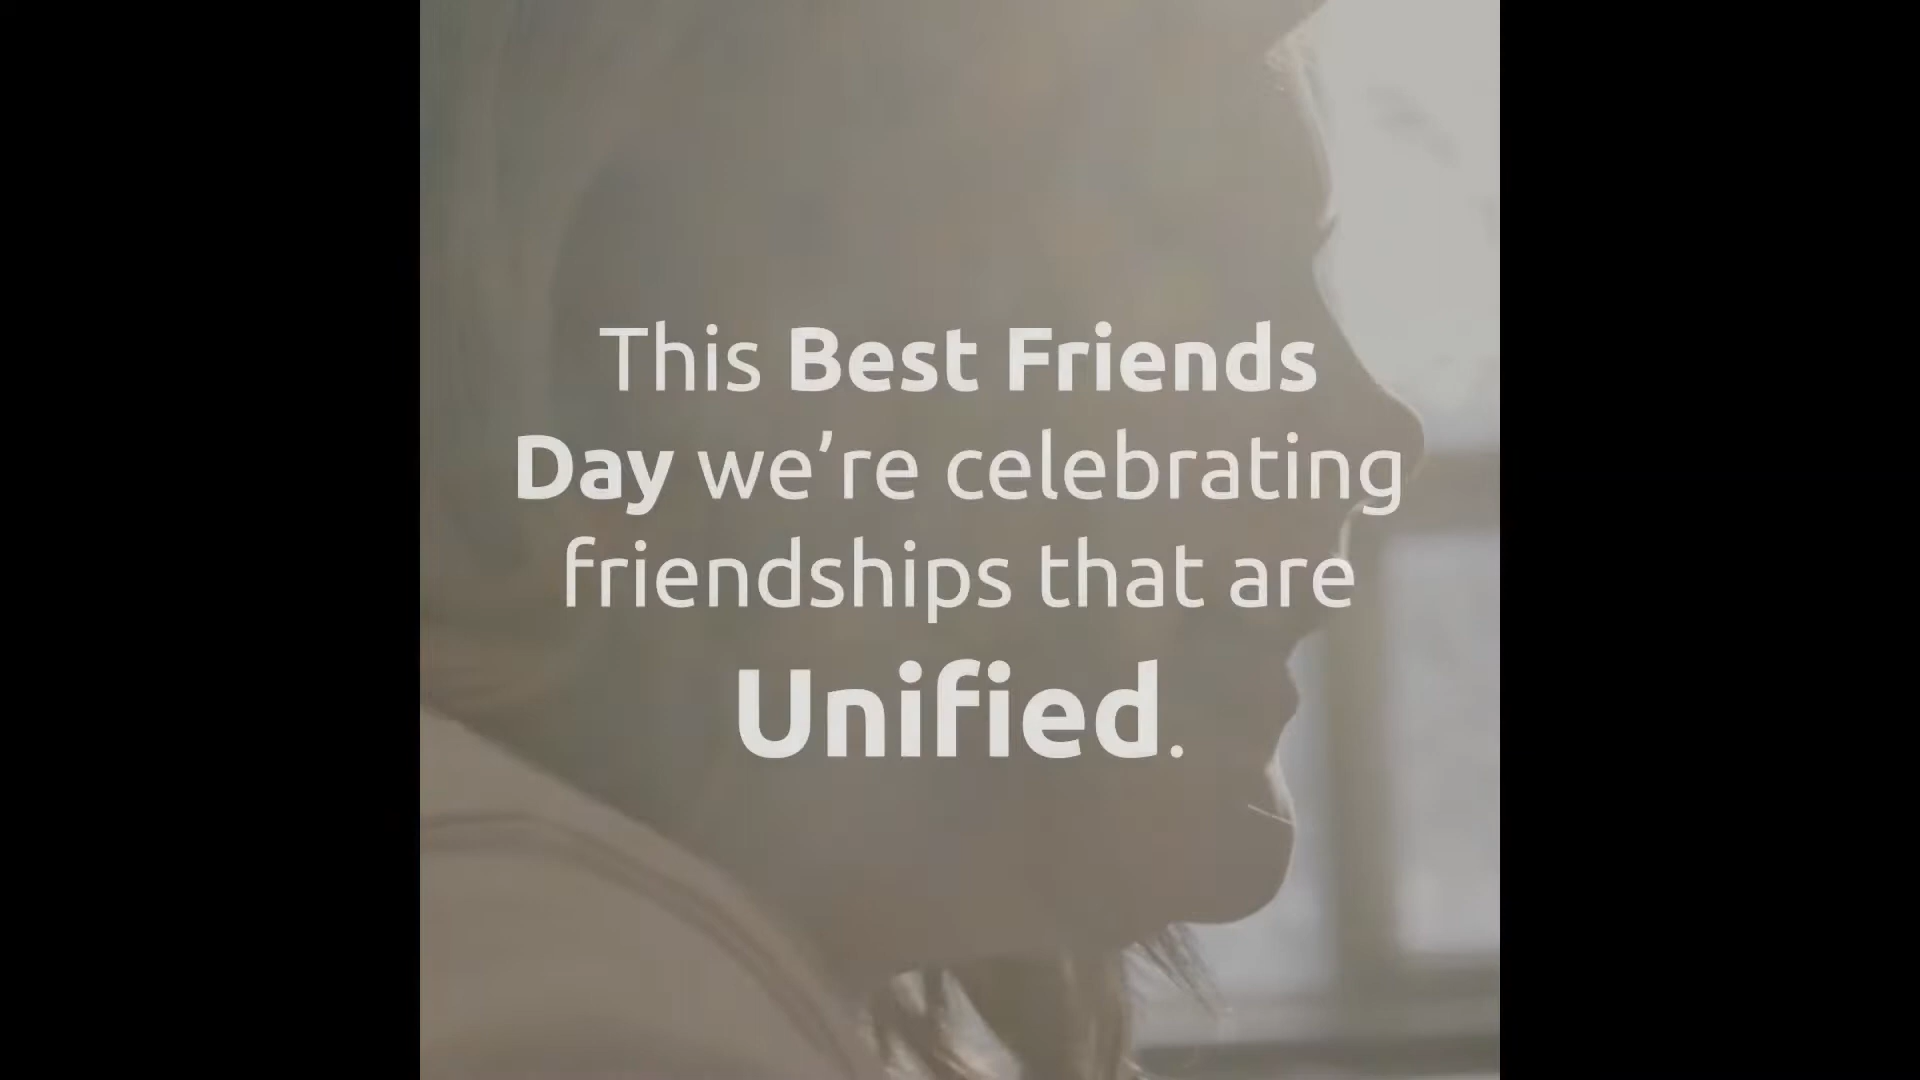 This Best Friends
Day we’re celebrating
friendships that are
Unified.